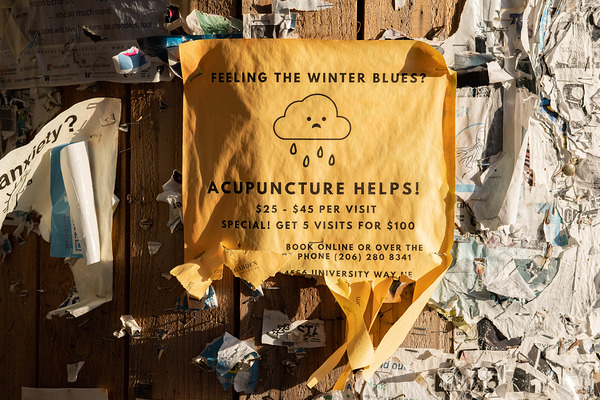 FEELING THE WINTER BLUES?
ACUPUNCTURE HELPS!
$25 - $45 PER VISIT
SPECIAL! GET 5 VISITS FOR $100
BOOK ONLINE OR OVER THE
PHONE (206) 280 8341
4556 UNIVERSITY WAY NE
anxiety?